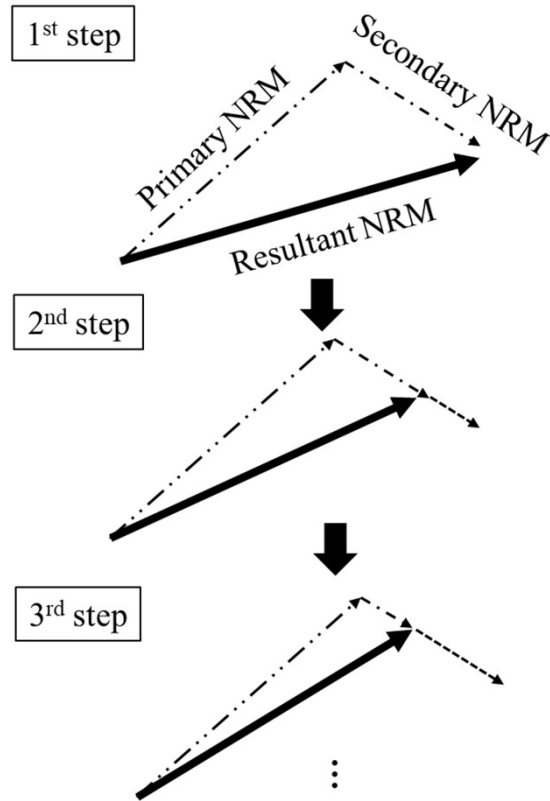 1st step
Primary NRM
Secondary NRM
Resultant NRM
2nd step
3rd step